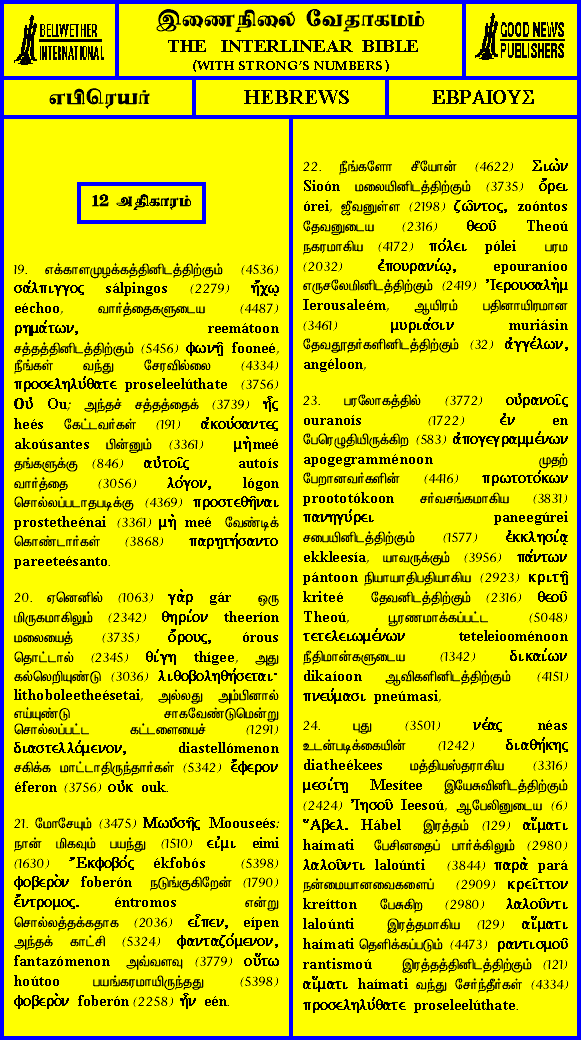 BELLWETHER
INTERNATIONAL
இணைநிலை வேதாகமம்
THE INTERLINEAR BIBLE
(WITH STRONG'S NUMBERS)
GOOD NEWS
PUBLISHERS
எபிரெயர்
HEBREWS
ΕΒΡΑΙΟΥΣ
12 அதிகாரம்
19. எக்காளமுழக்கத்தினிடத்திற்கும் (4536)
σάλπιγγος sálpingos (2279) ἤχῳ
eéchoo, வார்த்தைகளுடைய (4487)
ρημάτων, reemátoon
சத்தத்தினிடத்திற்கும் (5456) φωνῇ fooneé,
நீங்கள் வந்து சேரவில்லை (4334)
προσεληλύθατε proseleelúthate (3756)
Οὐ Ou; அந்தச் சத்தத்தைக் (3739) ἧς
heés கேட்டவர்கள் (191) ἀκούσαντες
akoúsantes பின்னும் (3361) μὴ meé
தங்களுக்கு (846) αὐτοῖς autoís
வார்த்தை (3056) λόγον, lógon
சொல்லப்படாதபடிக்கு (4369) προστεθῆναι
prostetheénai (3361) μὴ meé வேண்டிக்
கொண்டார்கள் (3868) παρῃτήσαντο
pareeteésanto.
20. ஏனெனில் (1063) γὰρ gár ஒரு
மிருகமாகிலும் (2342) θηρίον theeríon
மலையைத் (3735) ὄρους, órous
தொட்டால் (2345) θίγῃ thígee, அது
கல்லெறியுண்டு (3036) λιθοβοληθήσεται·
lithoboleetheésetai, அல்லது அம்பினால்
எய்யுண்டு சாகவேண்டுமென்று
சொல்லப்பட்ட கட்டளையைச் (1291)
διαστελλόμενον, diastellómenon
சகிக்க மாட்டாதிருந்தார்கள் (5342) ἔφερον
éferon (3756) οὐκ ouk.
21. மோசேயும் (3475) Μωϋσῆς Moouseés:
நான் மிகவும் பயந்து (1510) εἰμι eimi
(1630) Ἔκφοβός ékfobós (5398)
φοβερὸν foberón நடுங்குகிறேன் (1790)
ἔντρομος. éntromos என்று
சொல்லத்தக்கதாக (2036) εἶπεν, eípen
அந்தக் காட்சி (5324) φανταζόμενον,
fantazómenon அவ்வளவு (3779) οὕτω
hoútoo பயங்கரமாயிருந்தது (5398)
φοβερὸν foberón (2258) ἦν eén.
22. நீங்களோ சீயோன் (4622) Σιὼν
Sioón மலையினிடத்திற்கும் (3735) ὄρει
órei, ஜீவனுள்ள (2198) ζῶντος, zoóntos
தேவனுடைய (2316) θεοῦ Theoú
நகரமாகிய (4172) πόλει pólei பரம
(2032) ἐπουρανίῳ, epouraníoo
எருசலேமினிடத்திற்கும் (2419) Ἰερουσαλὴμ
Ierousaleém, ஆயிரம் பதினாயிரமான
(3461) μυριάσιν muriásin
தேவதூதர்களினிடத்திற்கும் (32) ἀγγέλων,
angéloon,
23. பரலோகத்தில் (3772) οὐρανοῖς
ouranoís (1722) ἐν en
பேரெழுதியிருக்கிற (583) ἀπογεγραμμένων
apogegramménoon முதற்
பேறானவர்களின் (4416) πρωτοτόκων
proototókoon சர்வசங்கமாகிய (3831)
πανηγύρει paneegúrei
சபையினிடத்திற்கும் (1577) ἐκκλησίᾳ
ekkleesía, யாவருக்கும் (3956) πάντων
pántoon நியாயாதிபதியாகிய (2923) κριτῇ
kriteé தேவனிடத்திற்கும் (2316) θεοῦ
Theoú, பூரணமாக்கப்பட்ட (5048)
τετελειωμένων teteleiooménoon
நீதிமான்களுடைய (1342) δικαίων
dikaíoon ஆவிகளினிடத்திற்கும் (4151)
πνεύμασι pneúmasi,
24. புது (3501) νέας néas
உடன்படிக்கையின் (1242) διαθήκης
diatheékees மத்தியஸ்தராகிய (3316)
μεσίτῃ Mesítee இயேசுவினிடத்திற்கும்
(2424) Ἰησοῦ Ieesoú, ஆபேலினுடைய (6)
Ἄβελ. Hábel இரத்தம் (129) αἵματι
haímati பேசினதைப் பார்க்கிலும் (2980)
λαλοῦντι laloúnti (3844) παρὰ pará
நன்மையானவைகளைப் (2909) κρεῖττον
kreítton பேசுகிற (2980) λαλοῦντι
laloúnti இரத்தமாகிய (129) αἵματι
haímati தெளிக்கப்படும் (4473) ραντισμοῦ
rantismoú இரத்தத்தினிடத்திற்கும் (121)
αἵματι haímati வந்து சேர்ந்தீர்கள் (4334)
προσεληλύθατε proseleelúthate.